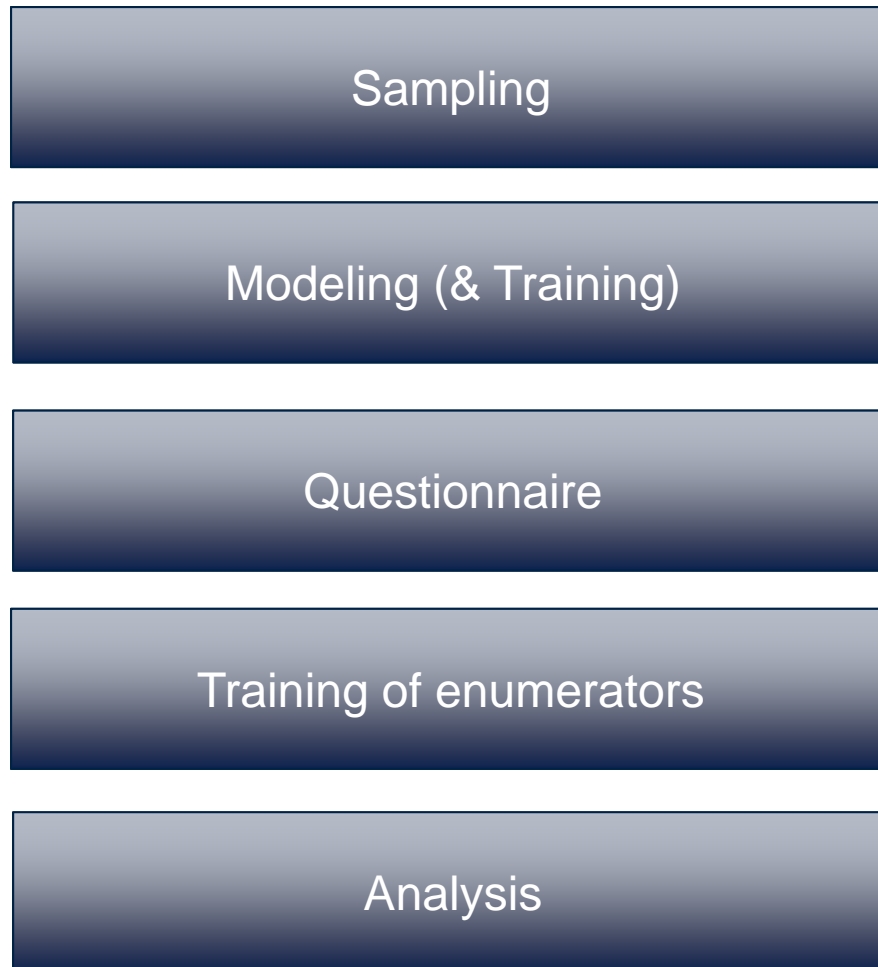 Sampling
Modeling (& Training)
Questionnaire
Training of enumerators
Analysis